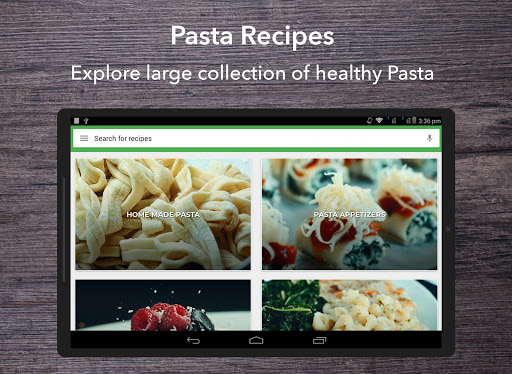 Pasta Recipes
Explore large collection of healthy Pasta
3:36 pm
Search for recipes
HOME MADE PASTA
PASTA APPETIZERS